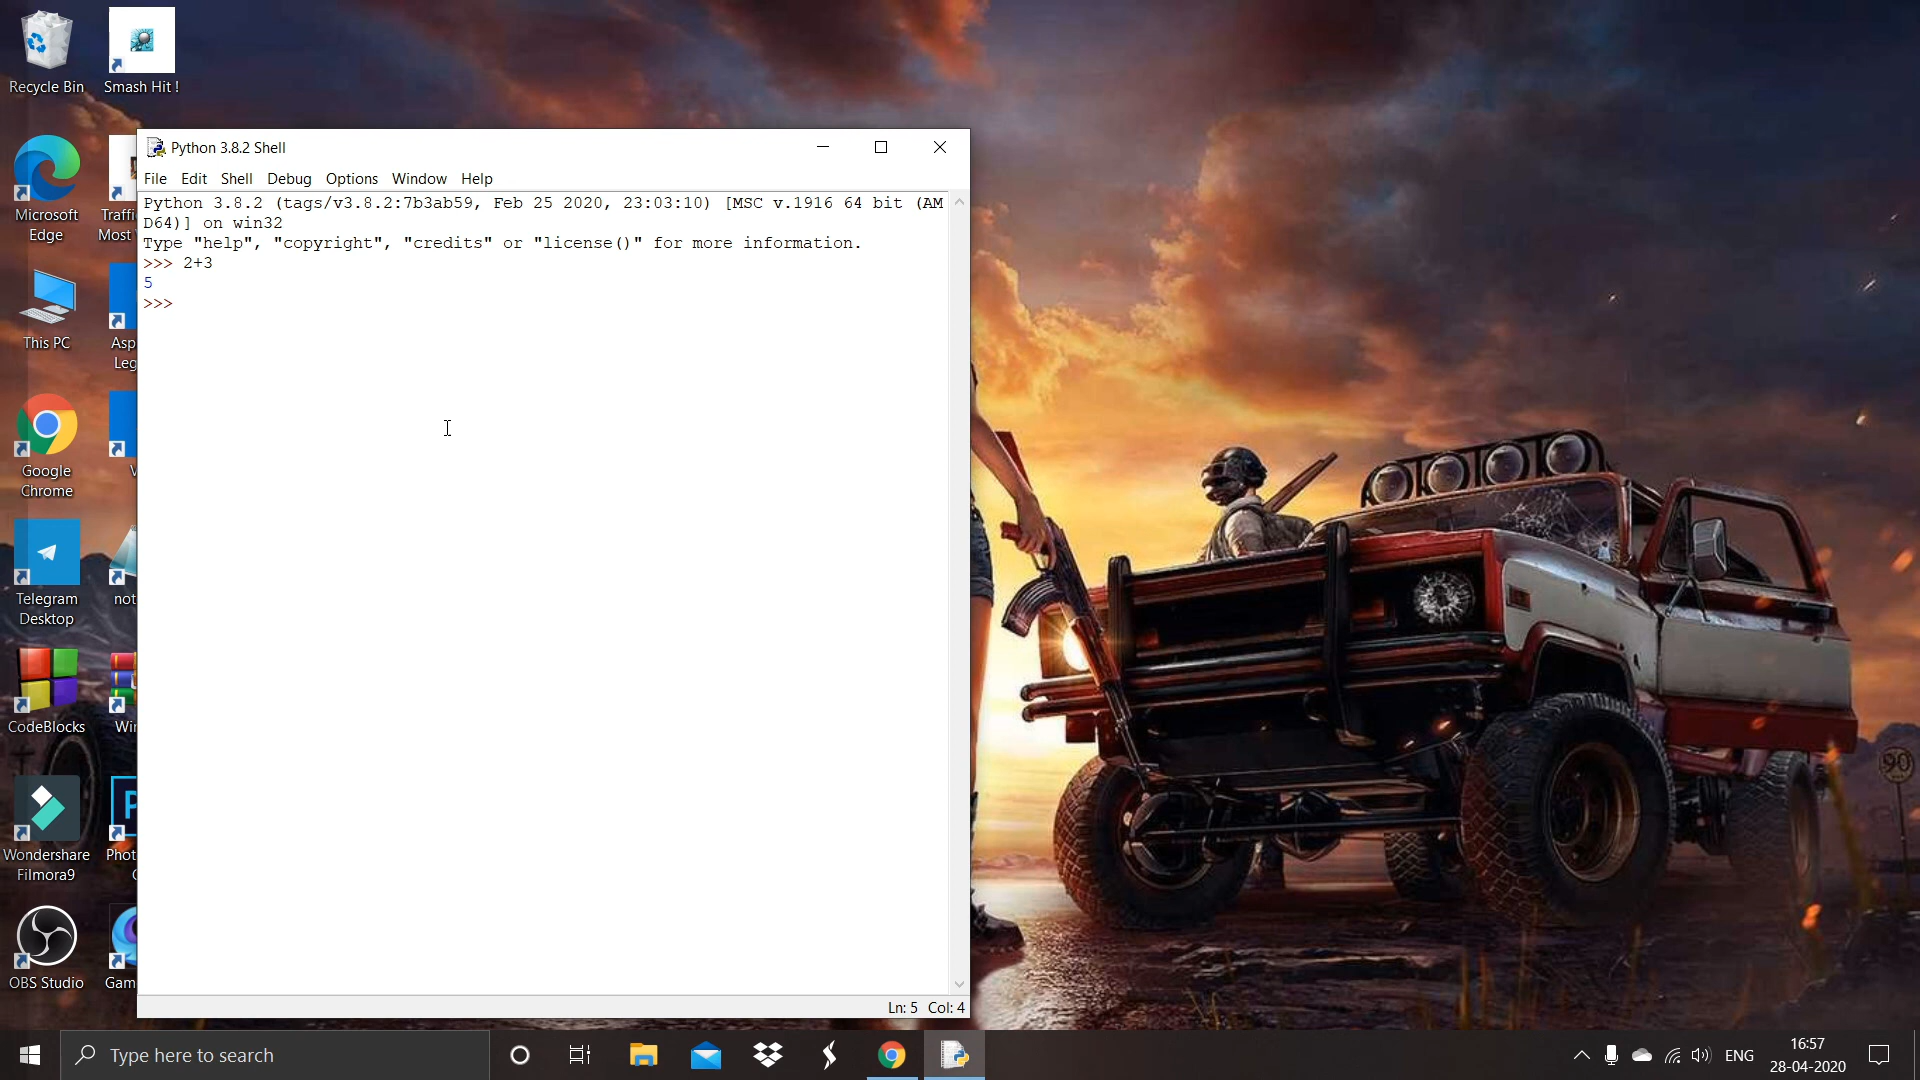 Recycle Bin
Smash Hit !
Microsoft
Edge
Traffi
Most
This PC
Asp
Leg
Google
Chrome
V
Telegram
Desktop
not
CodeBlocks
Win
Wondershare
Filmora9
Phot
C
OBS Studio
Gam
Python 3.8.2 Shell
File Edit Shell Debug Options Window Help
Python 3.8.2 (tags/v3.8.2:7b3ab59, Feb 25 2020, 23:03:10) [MSC v.1916 64 bit (AM
D64)] on win32
Type "help", "copyright", "credits" or "license()" for more information.
>>> 2+3
5
>>>
Ln: 5 Col: 4
90
Type here to search
ENG
16:57
28-04-2020